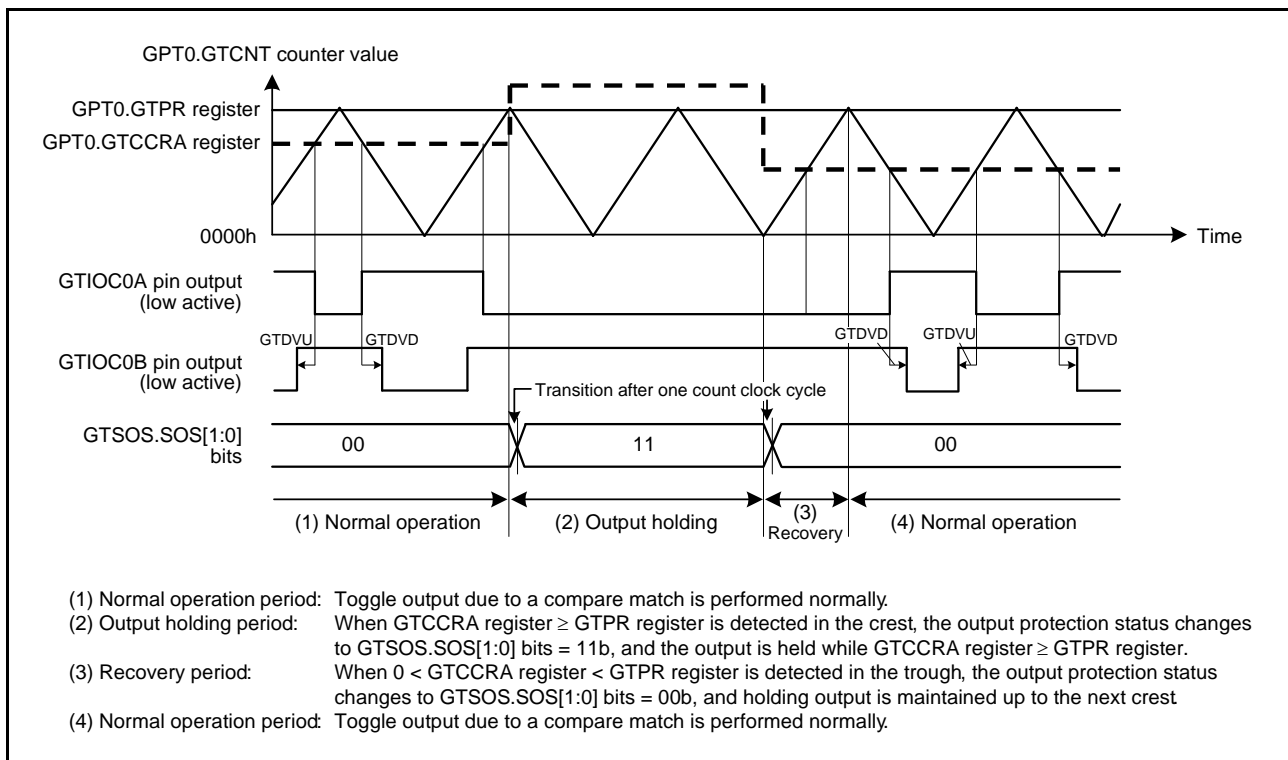 GPT0.GTCNT counter value
GPT0.GTPR register
GPT0.GTCCRA register
0000h
Time
GTIOC0A pin output
(low active)
GTDVU
GTDVD
GTDVD
GTDVU
GTDVD
GTIOC0B pin output
(low active)
Transition after one count clock cycle
GTSOS.SOS[1:0]
bits
00
11
00
(1) Normal operation
(2) Output holding
(3)
Recovery
(4) Normal operation
(1) Normal operation period: Toggle output due to a compare match is performed normally.
(2) Output holding period: When GTCCRA register ≥ GTPR register is detected in the crest, the output protection status changes
to GTSOS.SOS[1:0] bits = 11b, and the output is held while GTCCRA register ≥ GTPR register.
(3) Recovery period: When 0 < GTCCRA register < GTPR register is detected in the trough, the output protection status
changes to GTSOS.SOS[1:0] bits = 00b, and holding output is maintained up to the next crest.
(4) Normal operation period: Toggle output due to a compare match is performed normally.